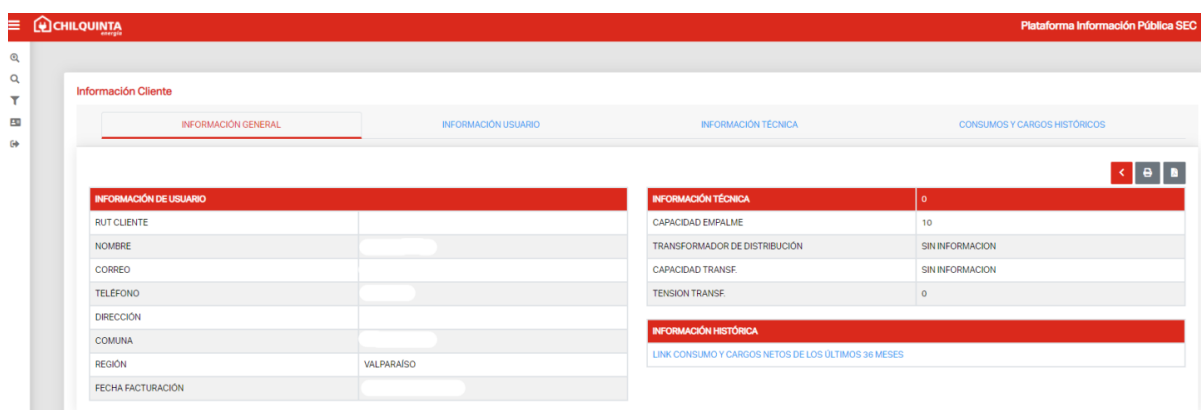 CHILQUINTA
energía
Plataforma Información Pública SEC
Información Cliente
INFORMACIÓN GENERAL
INFORMACIÓN USUARIO
INFORMACIÓN TÉCNICA
CONSUMOS Y CARGOS HISTÓRICOS
INFORMACIÓN DE USUARIO
RUT CLIENTE
NOMBRE
CORREO
TELÉFONO
DIRECCIÓN
COMUNA
REGIÓN VALPARAÍSO
FECHA FACTURACIÓN
INFORMACIÓN TÉCNICA 0
CAPACIDAD EMPALME 10
TRANSFORMADOR DE DISTRIBUCIÓN SIN INFORMACION
CAPACIDAD TRANSF. SIN INFORMACION
TENSION TRANSF. 0
INFORMACIÓN HISTÓRICA
LINK CONSUMO Y CARGOS NETOS DE LOS ÚLTIMOS 36 MESES